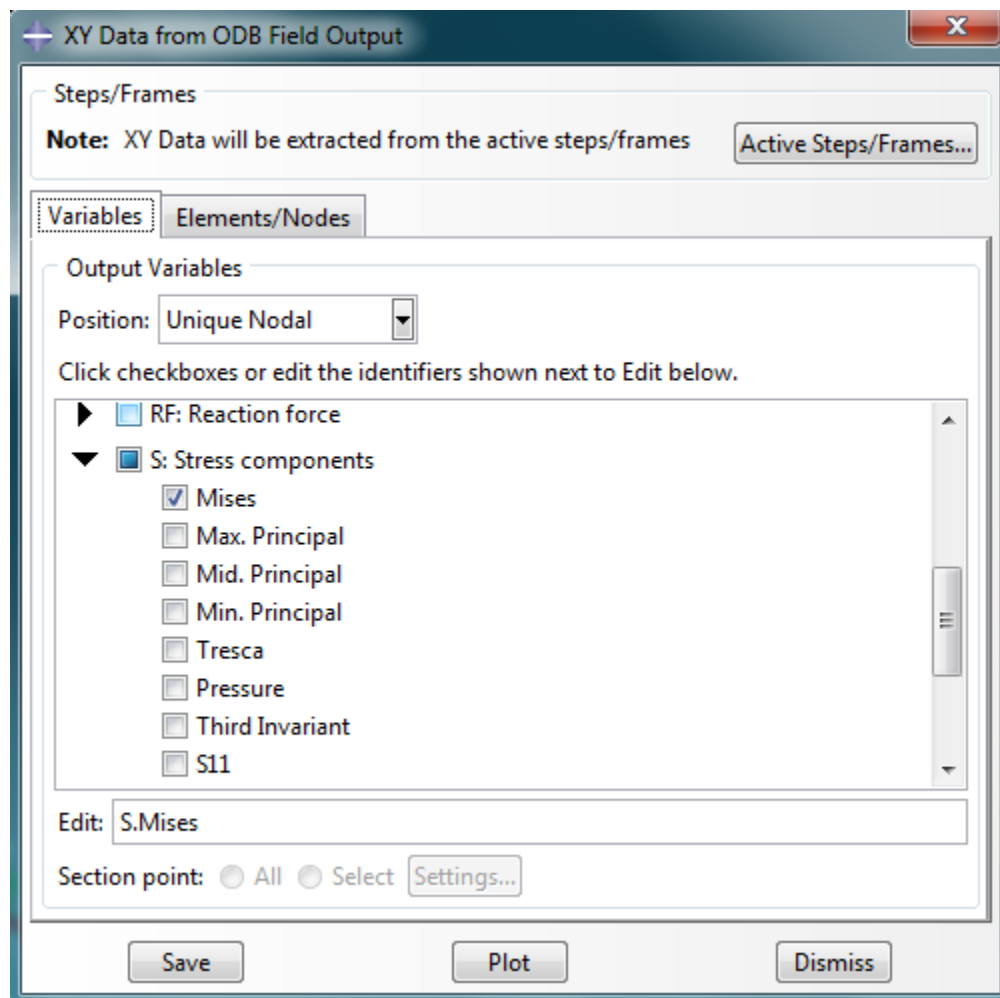 XY Data from ODB Field Output
Steps/Frames
Note: XY Data will be extracted from the active steps/frames Active Steps/Frames...
Variables Elements/Nodes
Output Variables
Position: Unique Nodal
Click checkboxes or edit the identifiers shown next to Edit below.
RF: Reaction force
S: Stress components
Mises
Max. Principal
Mid. Principal
Min. Principal
Tresca
Pressure
Third Invariant
S11
Edit: S.Mises
Section point: All Select Settings...
Save Plot Dismiss